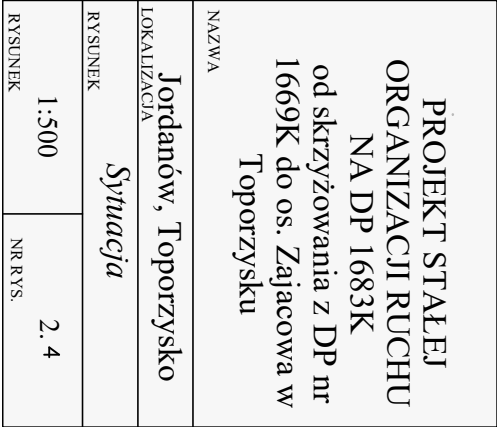 NAZWA
PROJEKT STAŁEJ
ORGANIZACJI RUCHU
NA DP 1683K
od skrzyżowania z DP nr
1669K do os. Zajacowa w
Toporzysku
LOKALIZACJA
Jordanów, Toporzysko
RYSUNEK
Sytuacja
RYSUNEK
1:500
NR RYS.
2.4